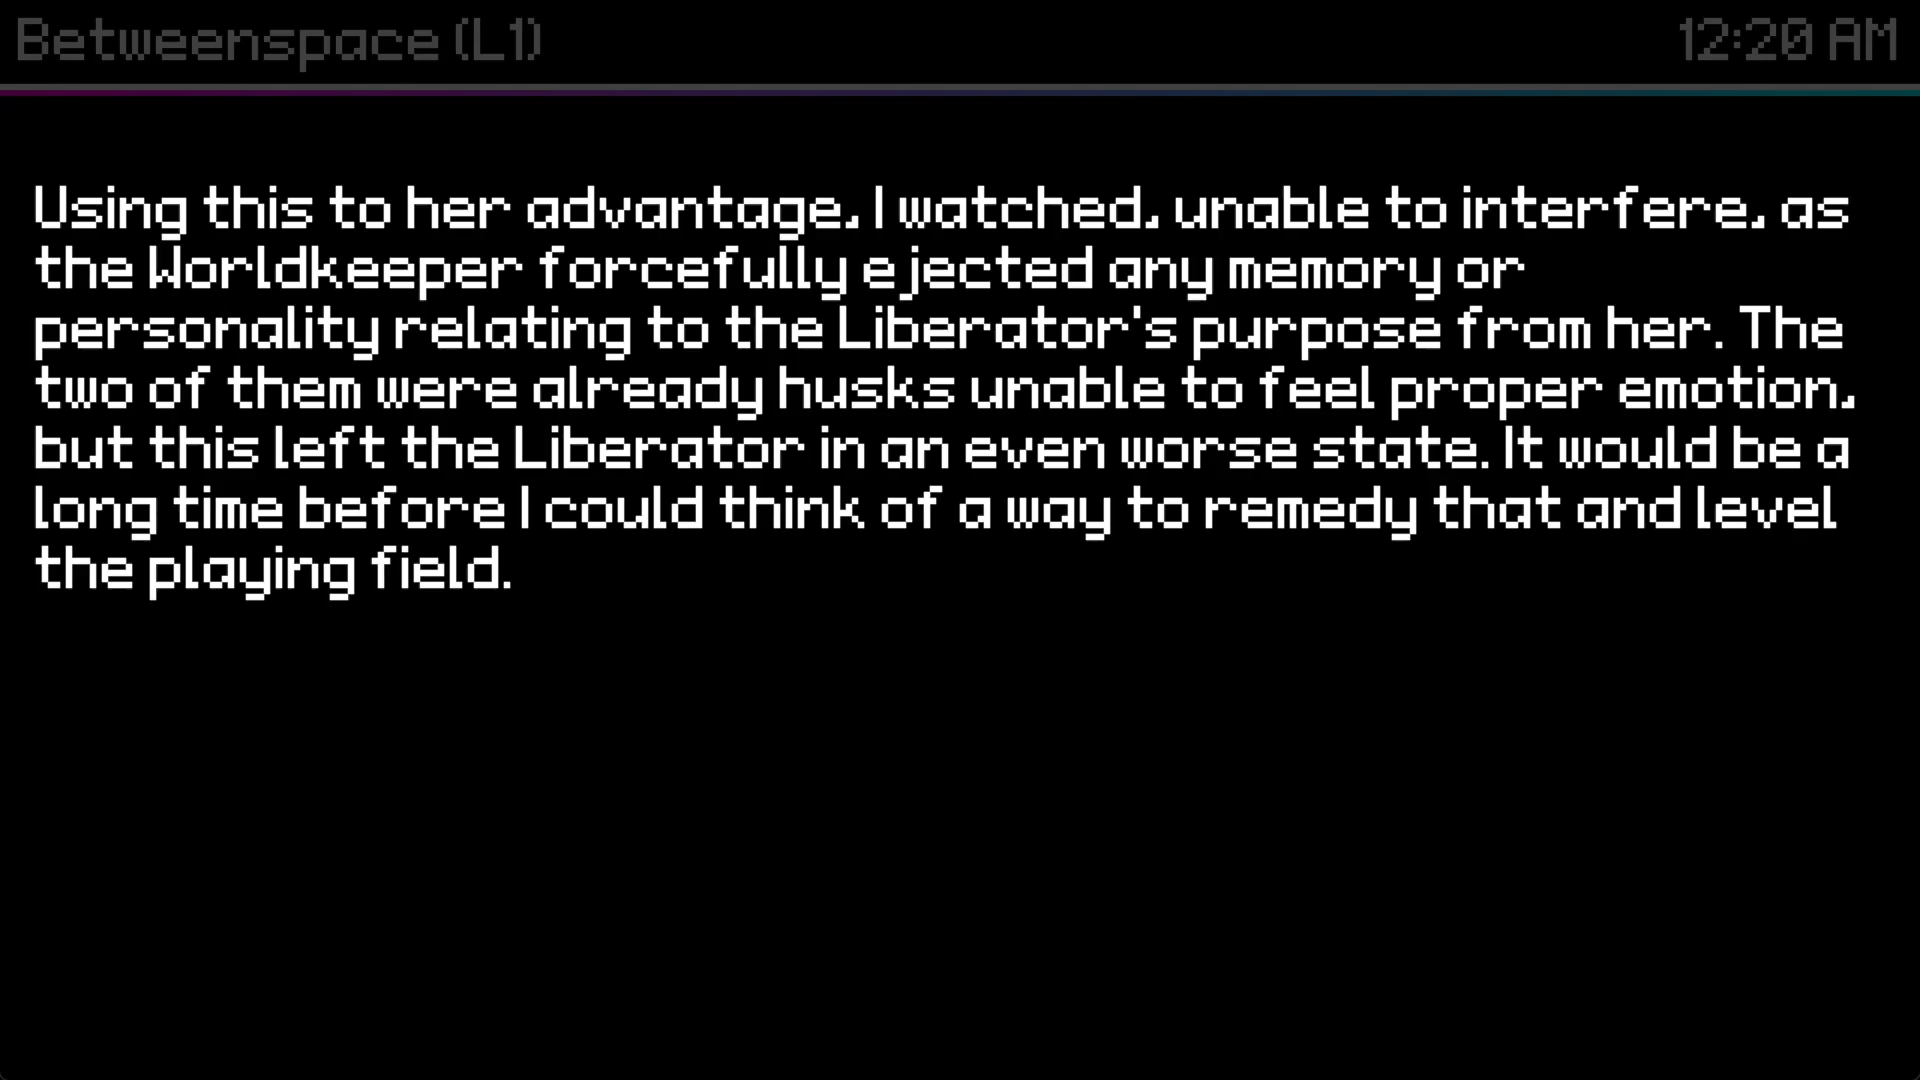 Betweenspace (L1)
12:20 AM
Using this to her advantage, I watched, unable to interfere, as
the Worldkeeper forcefully ejected any memory or
personality relating to the Liberator's purpose from her. The
two of them were already husks unable to feel proper emotion,
but this left the Liberator in an even worse state. It would be a
long time before I could think of a way to remedy that and level
the playing field.